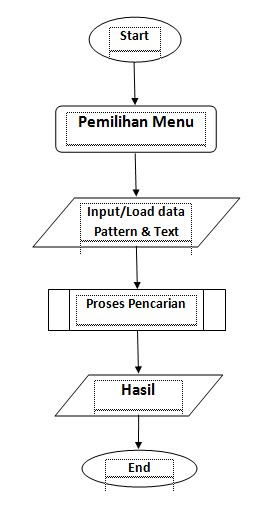 Start
Pemilihan Menu
Input/Load data
Pattern & Text
Proses Pencarian
Hasil
End